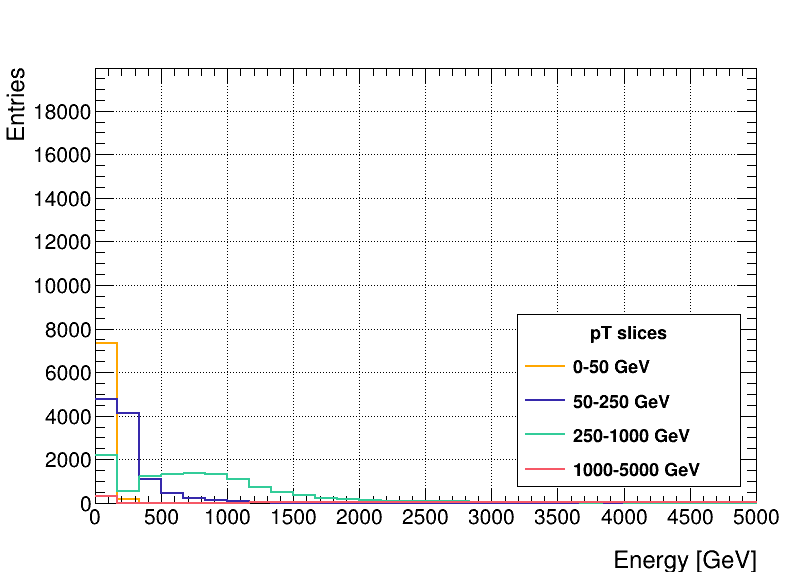 Entries
18000
16000
14000
12000
10000
8000
6000
4000
2000
0
pT slices
0-50 GeV
50-250 GeV
250-1000 GeV
1000-5000 GeV
0 500 1000 1500 2000 2500 3000 3500 4000 4500 5000
Energy [GeV]